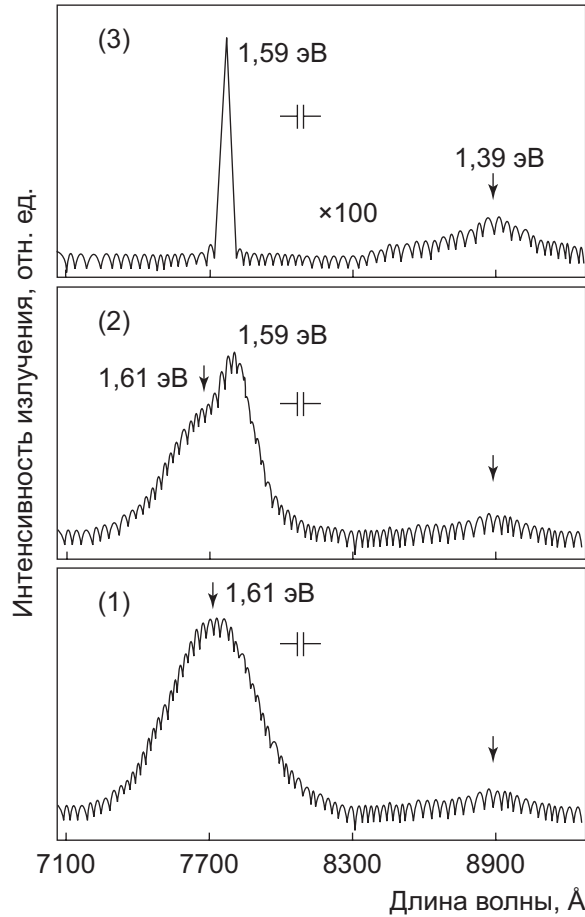 (3)
1,59 эВ
1,39 эВ
×100
(2)
1,59 эВ
1,61 эВ
(1)
1,61 эВ
7100 7700 8300 8900
Длина волны, Å
Интенсивность излучения, отн. ед.